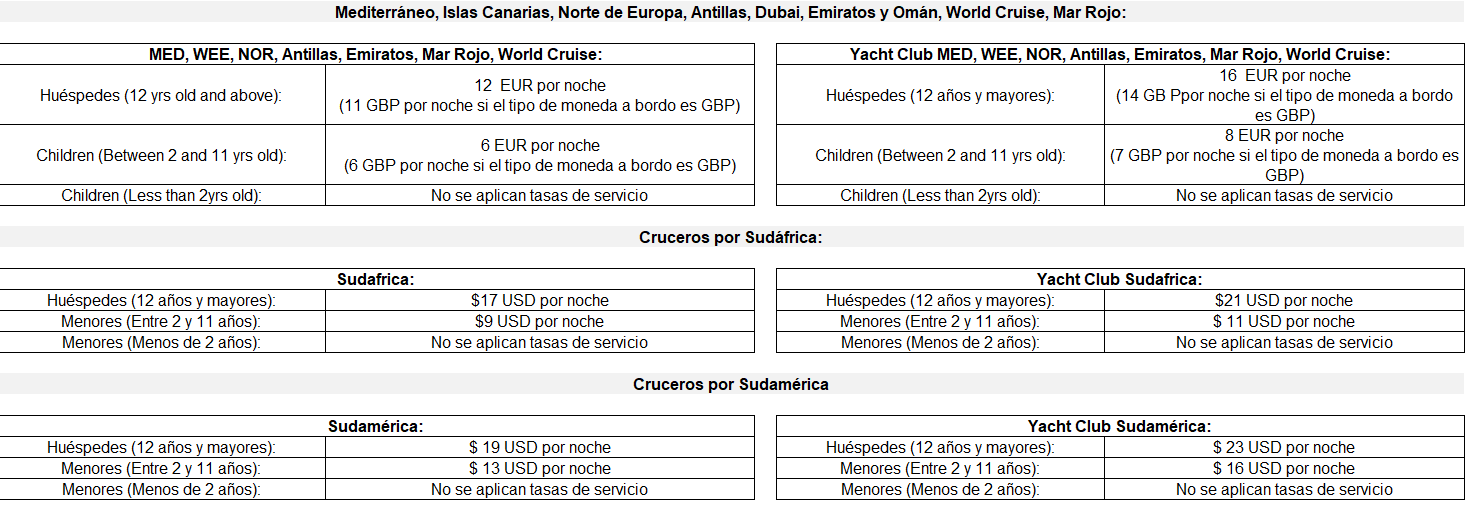 Mediterráneo, Islas Canarias, Norte de Europa, Antillas, Dubai, Emiratos y Omán, World Cruise, Mar Rojo:
MED, WEE, NOR, Antillas, Emiratos, Mar Rojo, World Cruise:
Huéspedes (12 yrs old and above):
12 EUR por noche
(11 GBP por noche si el tipo de moneda a bordo es GBP)
Children (Between 2 and 11 yrs old):
6 EUR por noche
(6 GBP por noche si el tipo de moneda a bordo es GBP)
Children (Less than 2yrs old):
No se aplican tasas de servicio
Yacht Club MED, WEE, NOR, Antillas, Emiratos, Mar Rojo, World Cruise:
Huéspedes (12 años y mayores):
16 EUR por noche
(14 GB Ppor noche si el tipo de moneda a bordo
es GBP)
Children (Between 2 and 11 yrs old):
8 EUR por noche
(7 GBP por noche si el tipo de moneda a bordo es
GBP)
Children (Less than 2yrs old):
No se aplican tasas de servicio
Cruceros por Sudáfrica:
Sudafrica:
Huéspedes (12 años y mayores):
$17 USD por noche
Menores (Entre 2 y 11 años):
$9 USD por noche
Menores (Menos de 2 años):
No se aplican tasas de servicio
Yacht Club Sudafrica:
Huéspedes (12 años y mayores):
$21 USD por noche
Menores (Entre 2 y 11 años):
$ 11 USD por noche
Menores (Menos de 2 años):
No se aplican tasas de servicio
Cruceros por Sudamérica
Sudamérica:
Huéspedes (12 años y mayores):
$ 19 USD por noche
Menores (Entre 2 y 11 años):
$ 13 USD por noche
Menores (Menos de 2 años):
No se aplican tasas de servicio
Yacht Club Sudamérica:
Huéspedes (12 años y mayores):
$ 23 USD por noche
Menores (Entre 2 y 11 años):
$ 16 USD por noche
Menores (Menos de 2 años):
No se aplican tasas de servicio